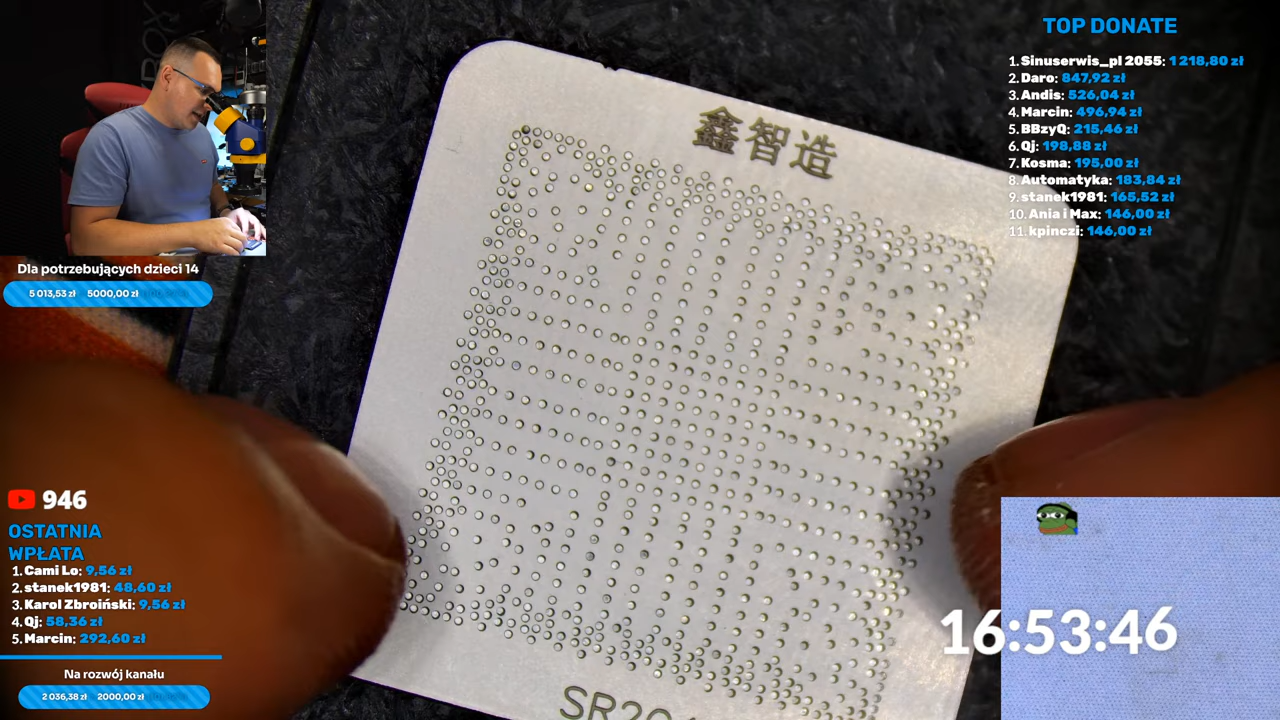 BOX
TOP DONATE
1. Sinuserwis_pl 2055: 1 218,80 zł
2. Daro: 847,92 zł
3. Andis: 526,04 zł
4. Marcin: 496,94 zł
5. BBzyQ: 215,46 zł
6. Qj: 198,88 zł
7. Kosma: 195,00 zł
8. Automatyka: 183,84 zł
9. stanek1981: 165,52 zł
10. Ania i Max: 146,00 zł
11. kpinczi: 146,00 zł
鑫智造
Dla potrzebujących dzieci 14
5 013,53 zł 5000,00 zł
946
OSTATNIA
WPŁATA
1. Cami Lo: 9,56 zł
2. stanek1981: 48,60 zł
3. Karol Zbroiński: 9,56 zł
4. Qj: 58,36 zł
5. Marcin: 292,60 zł
Na rozwój kanału
2 036,38 zł 2000,00 zł
16:53:46